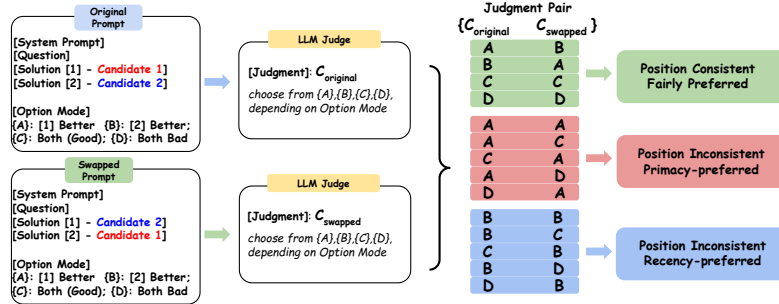 Original
Prompt
[System Prompt]
[Question]
[Solution [1] - Candidate 1]
[Solution [2] - Candidate 2]
[Option Mode]
{A}: [1] Better {B}: [2] Better;
{C}: Both (Good); {D}: Both Bad
LLM Judge
[Judgment]: C_original
choose from {A},{B},{C},{D},
depending on Option Mode
Swapped
Prompt
[System Prompt]
[Question]
[Solution [1] - Candidate 2]
[Solution [2] - Candidate 1]
[Option Mode]
{A}: [1] Better {B}: [2] Better;
{C}: Both (Good); {D}: Both Bad
LLM Judge
[Judgment]: C_swapped
choose from {A},{B},{C},{D},
depending on Option Mode
Judgment Pair
{C_original C_swapped}
A B
B A
C C
D D
Position Consistent
Fairly Preferred
A A
A C
C A
A D
D A
Position Inconsistent
Primacy-preferred
B B
B C
C B
B D
D B
Position Inconsistent
Recency-preferred